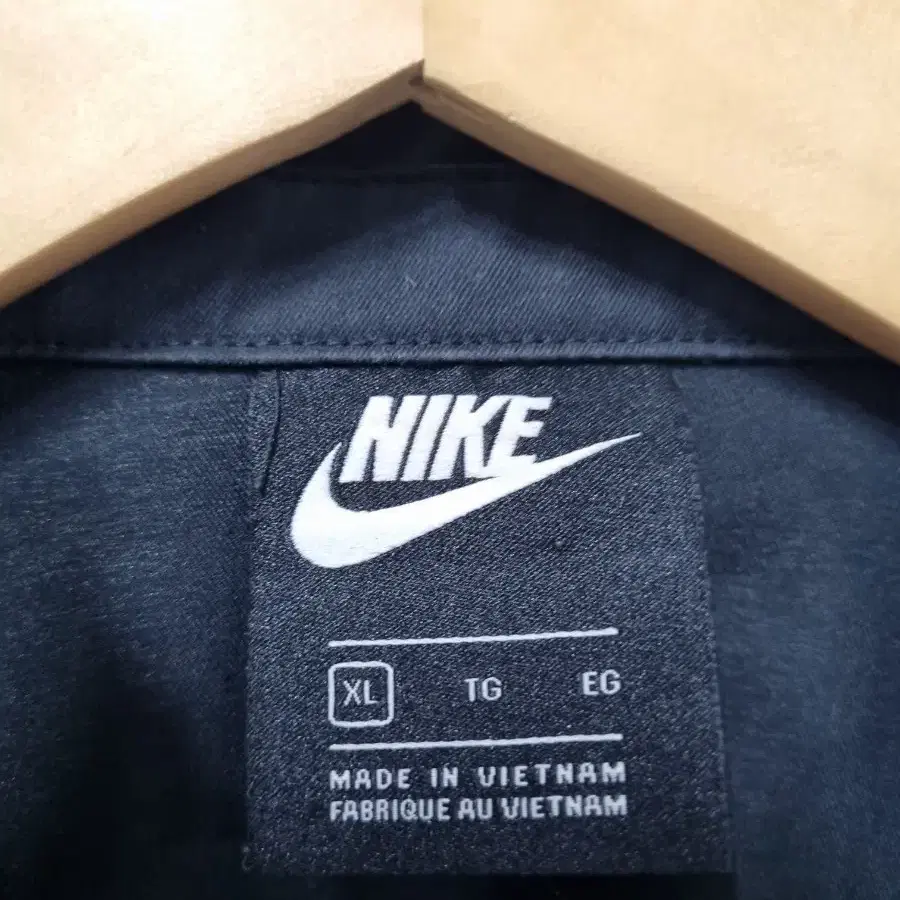 NIKE
XL TG EG
MADE IN VIETNAM
FABRIQUE AU VIETNAM